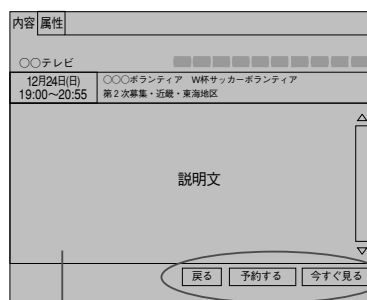 内容 属性
○○テレビ
12月24日(日)
19:00〜20:55
○○○ボランティア W杯サッカーボランティア
第2次募集・近畿・東海地区
説明文
戻る 予約する 今すぐ見る